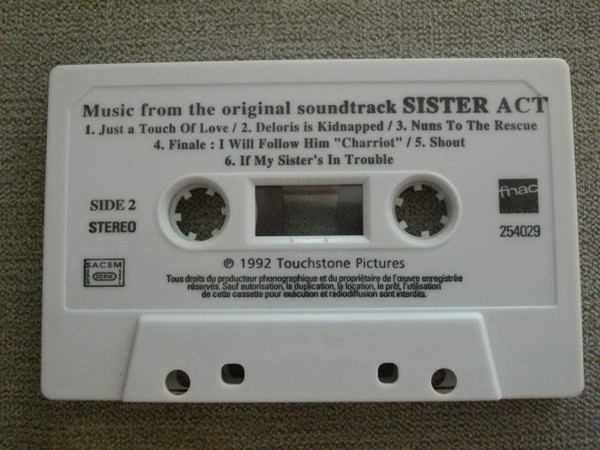 Music from the original soundtrack SISTER ACT
1. Just a Touch Of Love / 2. Deloris is Kidnapped / 3. Nuns To The Rescue
4. Finale : I Will Follow Him "Charriot" / 5. Shout
6. If My Sister's In Trouble
SIDE 2
STEREO
fnac
254029
SACEM
SDRM
℗ 1992 Touchstone Pictures
Tous droits du producteur phonographique et du propriétaire de l'œuvre enregistrée
réservés. Sauf autorisation, la duplication, la location, le prêt, l'utilisation
de cette cassette pour exécution et radiodiffusion sont interdits.